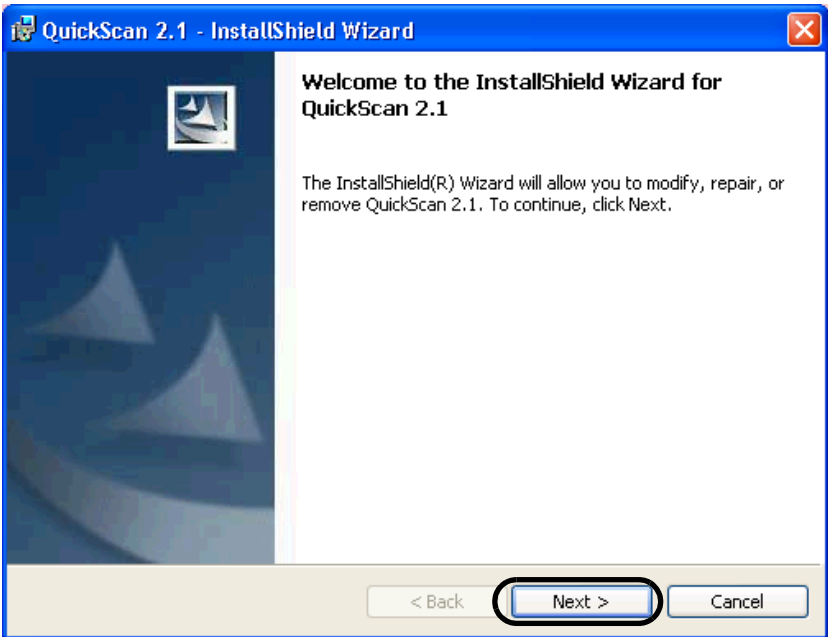 QuickScan 2.1 - InstallShield Wizard
Welcome to the InstallShield Wizard for
QuickScan 2.1
The InstallShield(R) Wizard will allow you to modify, repair, or
remove QuickScan 2.1. To continue, click Next.
< Back
Next >
Cancel